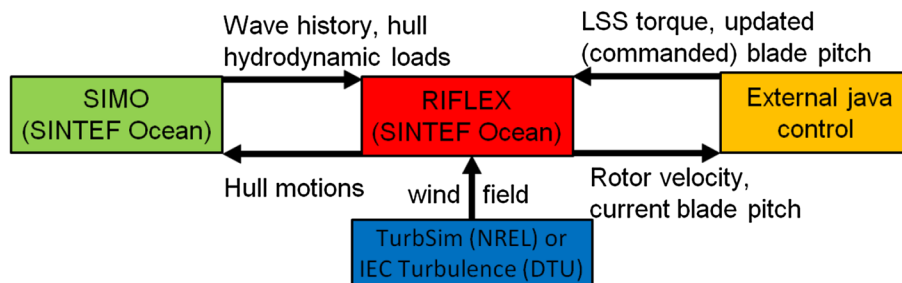 Wave history, hull
hydrodynamic loads
LSS torque, updated
(commanded) blade pitch
SIMO
(SINTEF Ocean)
RIFLEX
(SINTEF Ocean)
External java
control
Hull motions
wind field
Rotor velocity,
current blade pitch
TurbSim (NREL) or
IEC Turbulence (DTU)